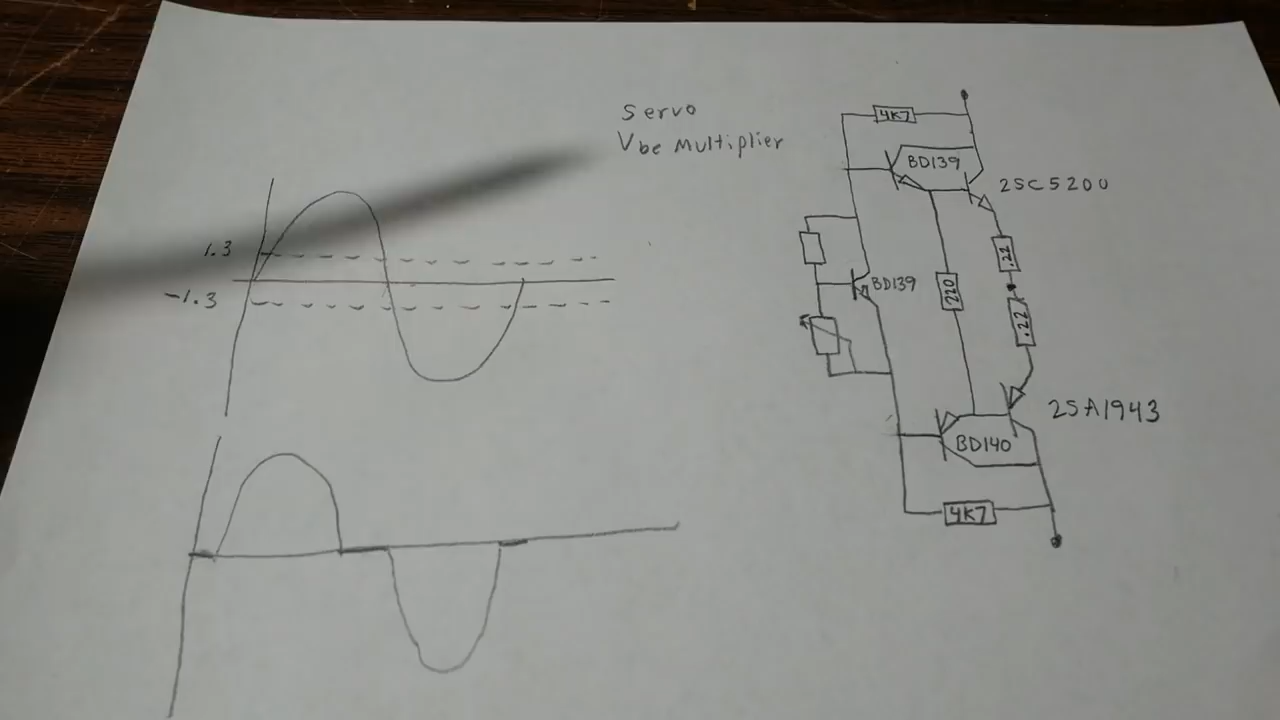 Servo
Vbe Multiplier
4K7
BD139
2SC5200
1.3
.22
BD139
220
-1.3
.22
2SA1943
BD140
4K7